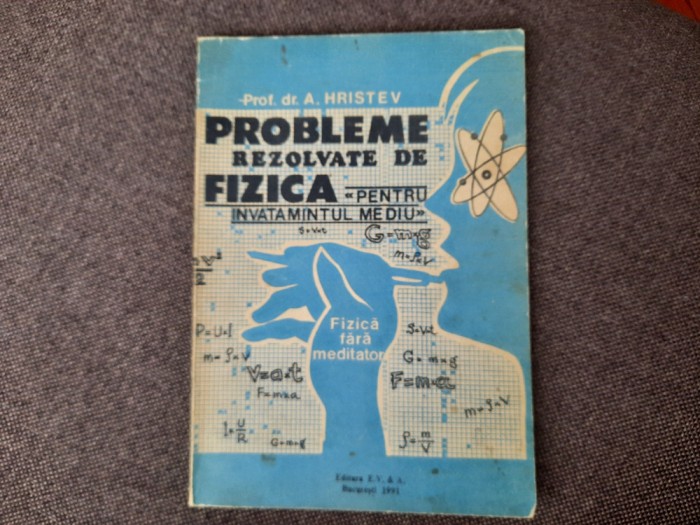 Prof. dr. A. HRISTEV
PROBLEME
REZOLVATE DE
FIZICA «PENTRU
INVATAMINTUL MEDIU»
S=v×t
G=m×g
m=ρ×V
P=U×I
m=ρ×V
V=a×t
F=m×a
I=U/R
G=m×g
Fizică
fără
meditator
S=V×t
G=m×g
F=m×a
m=ρ×V
ρ=m/V
Editura E.V. & A.
București 1991